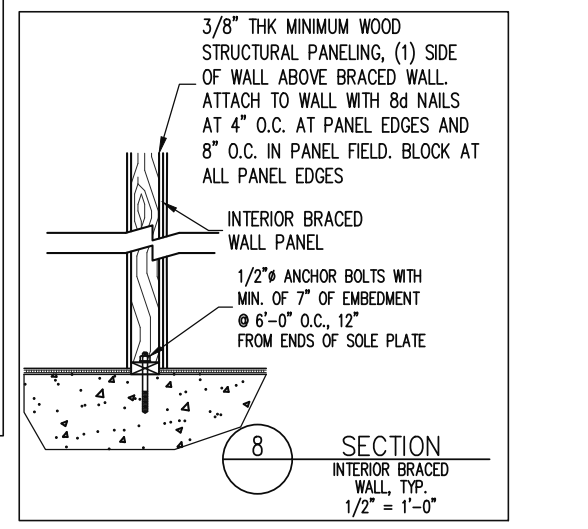 3/8" THK MINIMUM WOOD
STRUCTURAL PANELING, (1) SIDE
OF WALL ABOVE BRACED WALL.
ATTACH TO WALL WITH 8d NAILS
AT 4" O.C. AT PANEL EDGES AND
8" O.C. IN PANEL FIELD. BLOCK AT
ALL PANEL EDGES
INTERIOR BRACED
WALL PANEL
1/2"ø ANCHOR BOLTS WITH
MIN. OF 7" OF EMBEDMENT
@ 6'-0" O.C., 12"
FROM ENDS OF SOLE PLATE
8
SECTION
INTERIOR BRACED
WALL, TYP.
1/2" = 1'-0"